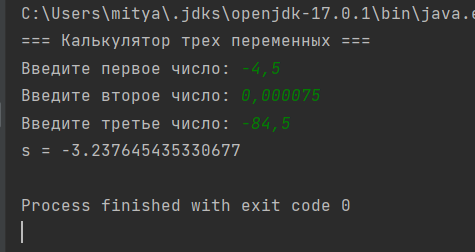 C:\Users\mitya\.jdks\openjdk-17.0.1\bin\java.e
=== Калькулятор трех переменных ===
Введите первое число: -4,5
Введите второе число: 0,000075
Введите третье число: -84,5
s = -3.237645435330677
Process finished with exit code 0